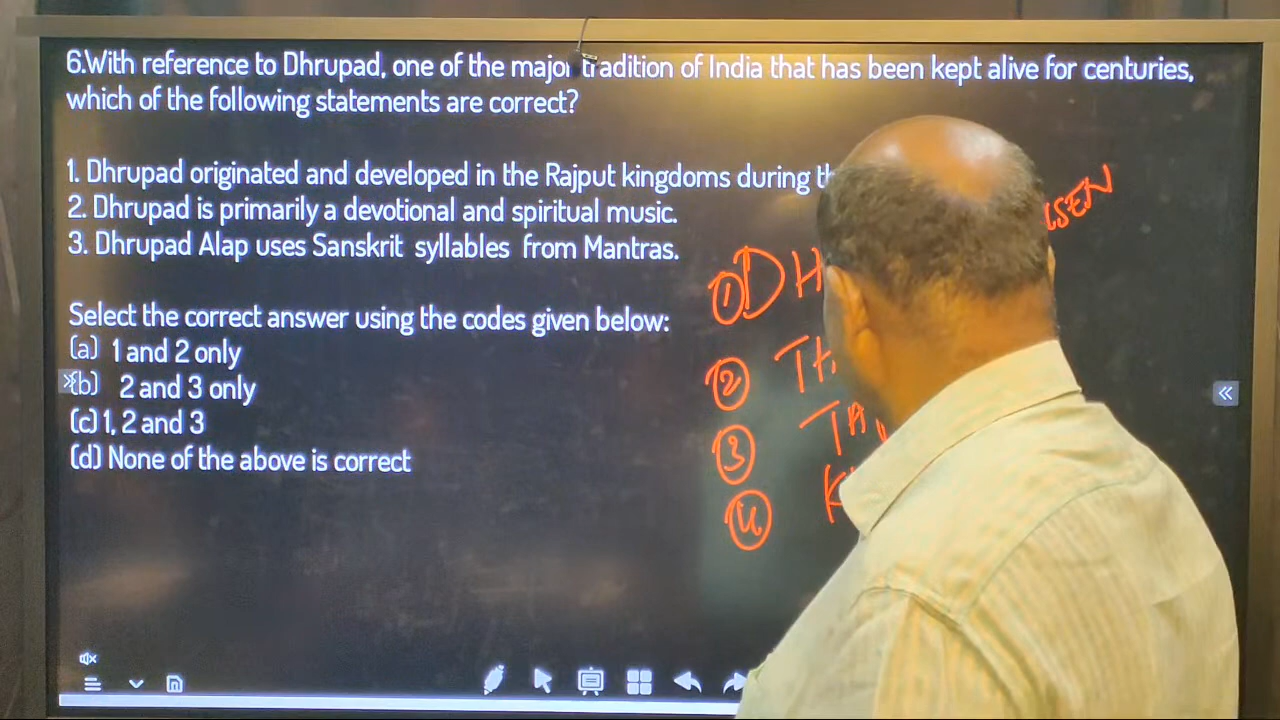 6.With reference to Dhrupad, one of the major tradition of India that has been kept alive for centuries,
which of the following statements are correct?
1. Dhrupad originated and developed in the Rajput kingdoms during
2. Dhrupad is primarily a devotional and spiritual music.
3. Dhrupad Alap uses Sanskrit syllables from Mantras.
Select the correct answer using the codes given below:
(a) 1 and 2 only
(b) 2 and 3 only
(c) 1, 2 and 3
(d) None of the above is correct
① DH
②
③
④